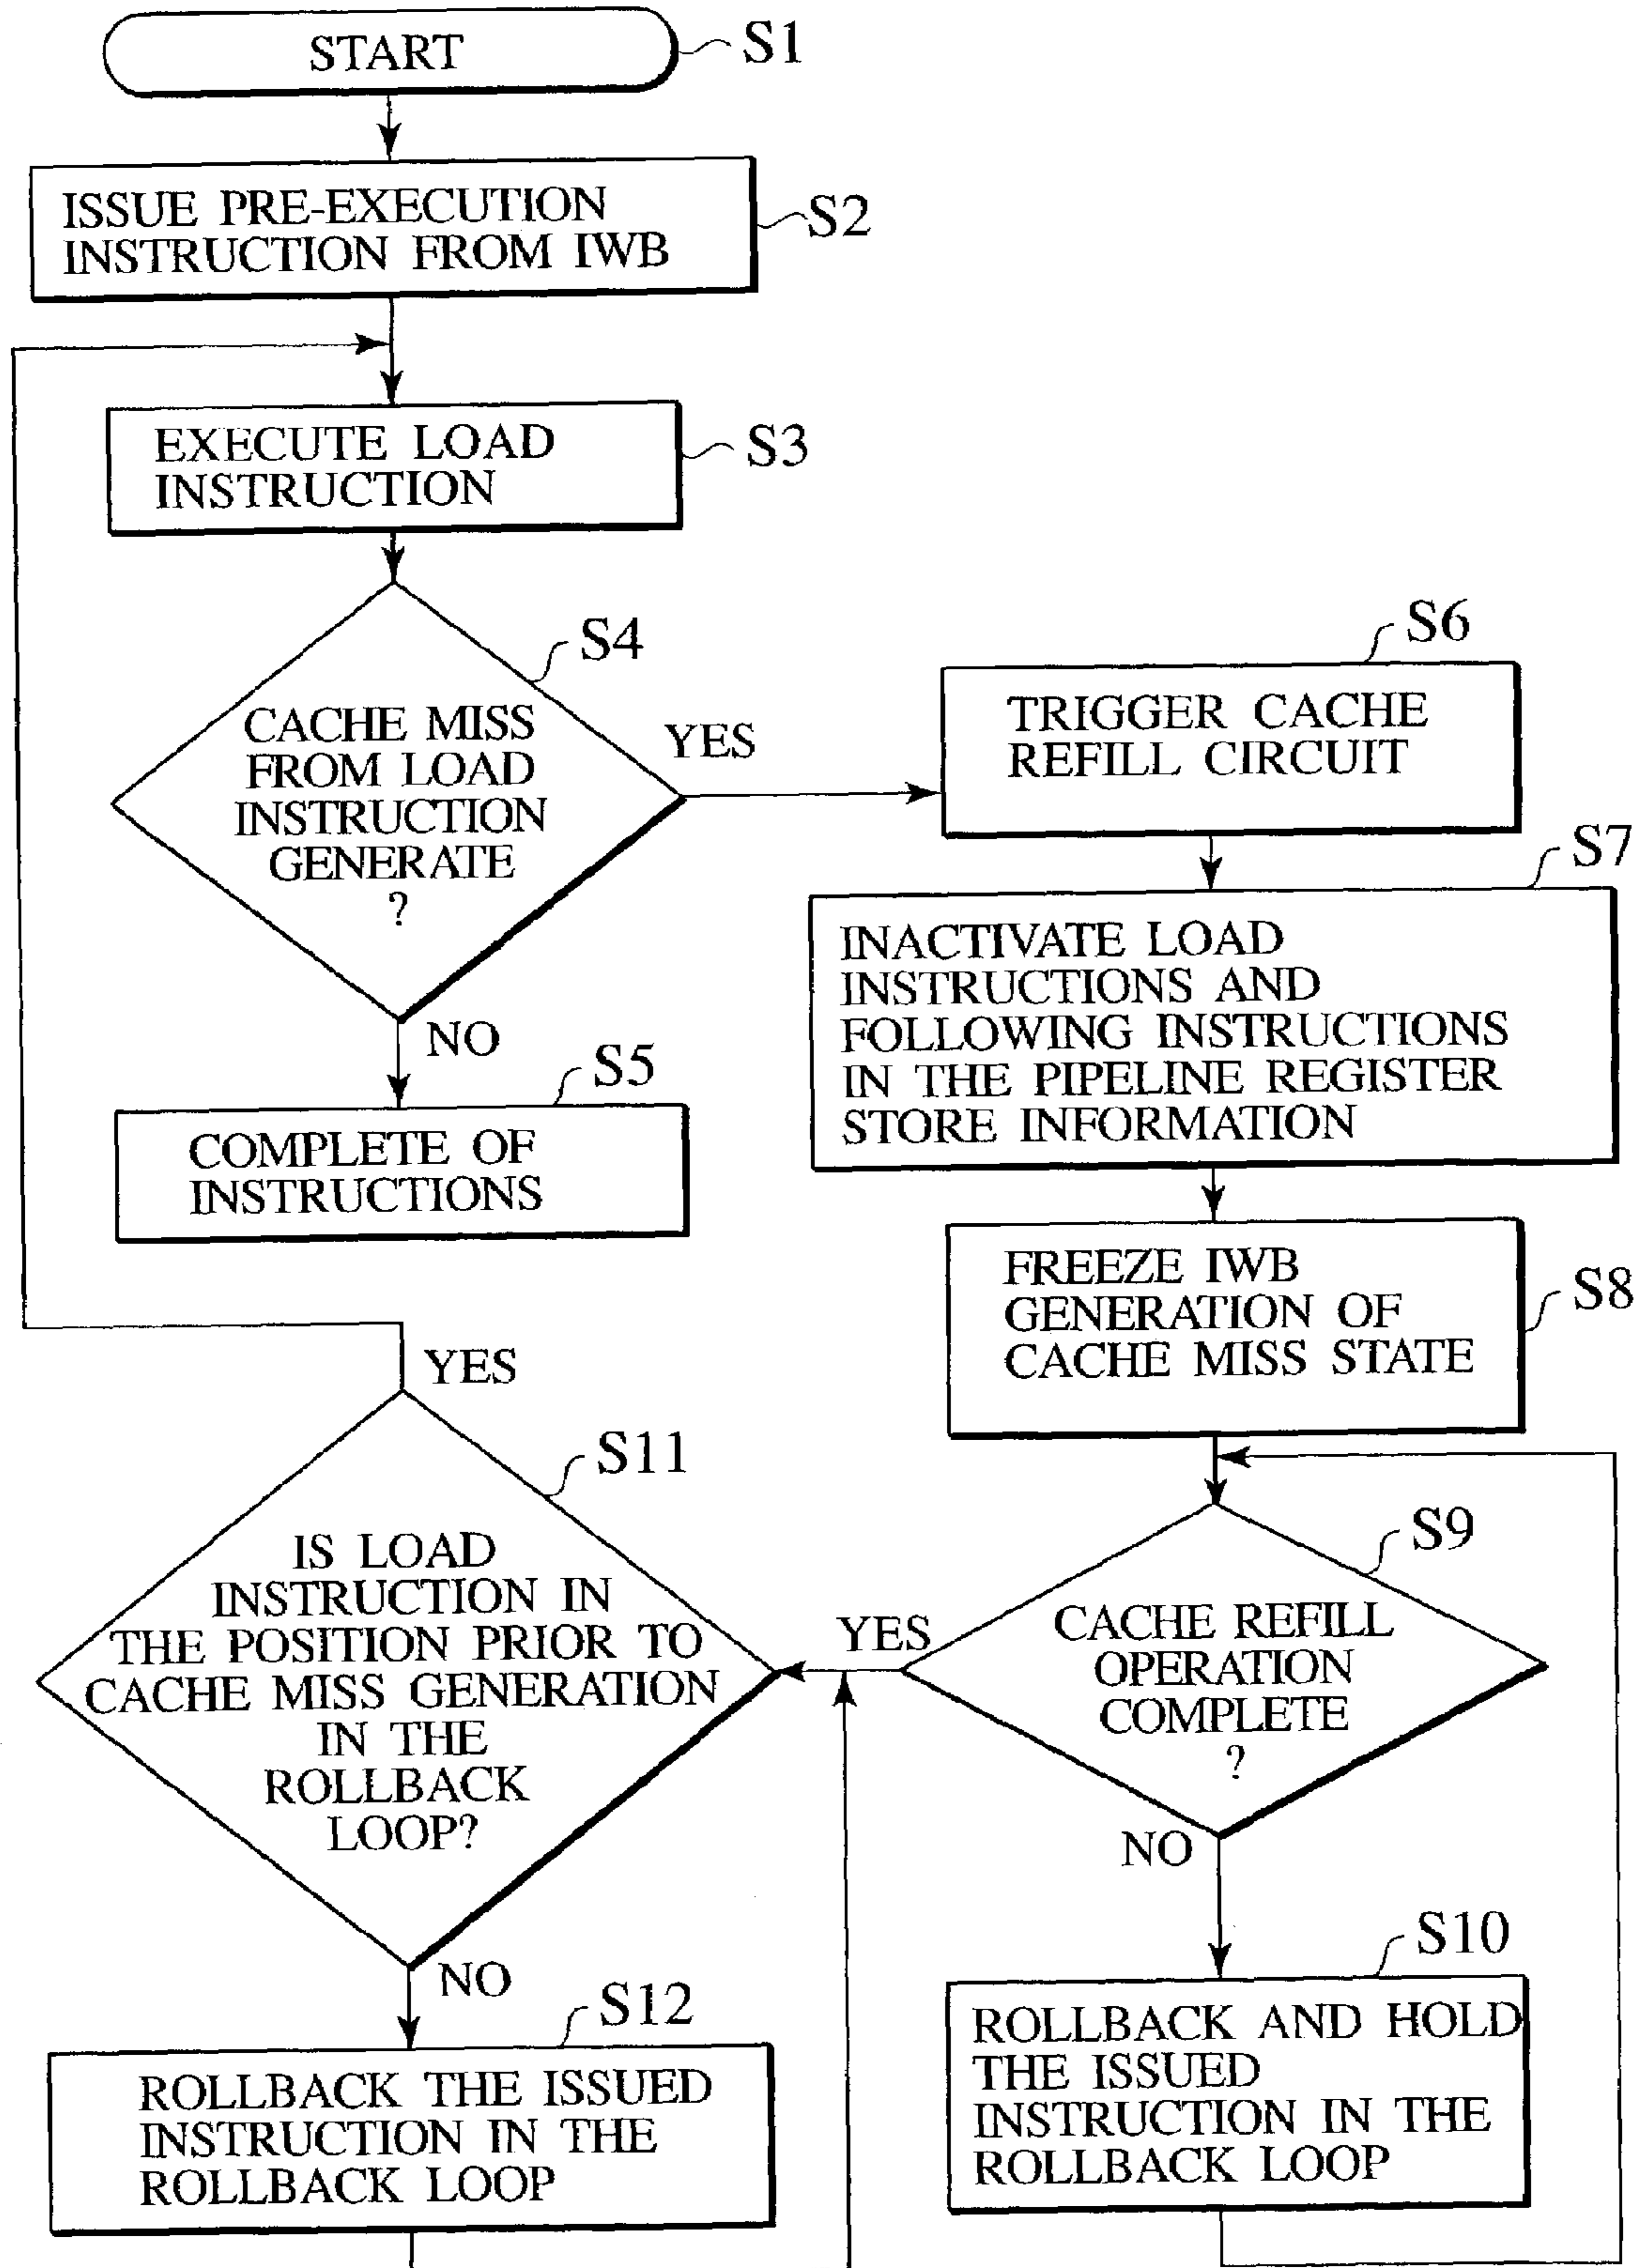 START
S1
ISSUE PRE-EXECUTION
INSTRUCTION FROM IWB
S2
EXECUTE LOAD
INSTRUCTION
S3
S4
CACHE MISS
FROM LOAD
INSTRUCTION
GENERATE
?
YES
NO
S5
COMPLETE OF
INSTRUCTIONS
S6
TRIGGER CACHE
REFILL CIRCUIT
S7
INACTIVATE LOAD
INSTRUCTIONS AND
FOLLOWING INSTRUCTIONS
IN THE PIPELINE REGISTER
STORE INFORMATION
FREEZE IWB
GENERATION OF
CACHE MISS STATE
S8
S9
CACHE REFILL
OPERATION
COMPLETE
?
YES
NO
S10
ROLLBACK AND HOLD
THE ISSUED
INSTRUCTION IN THE
ROLLBACK LOOP
YES
S11
IS LOAD
INSTRUCTION IN
THE POSITION PRIOR TO
CACHE MISS GENERATION
IN THE
ROLLBACK
LOOP?
NO
S12
ROLLBACK THE ISSUED
INSTRUCTION IN THE
ROLLBACK LOOP